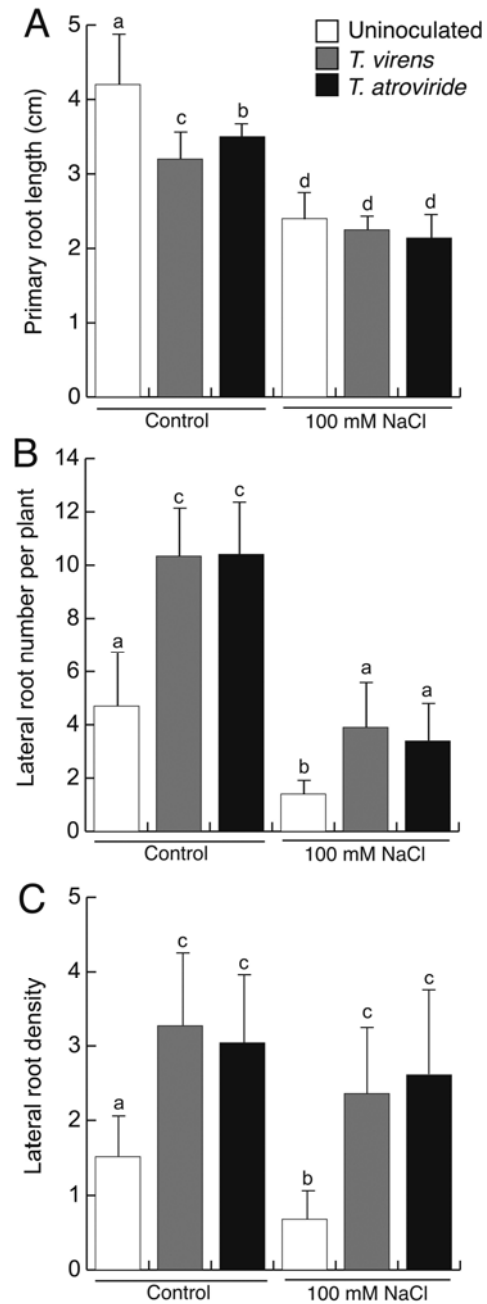 A
Uninoculated
T. virens
T. atroviride
Primary root length (cm)
5
4
3
2
1
0
a
c
b
d
d
d
Control
100 mM NaCl
B
Lateral root number per plant
14
12
10
8
6
4
2
0
a
c
c
b
a
a
Control
100 mM NaCl
C
Lateral root density
5
4
3
2
1
0
a
c
c
b
c
c
Control
100 mM NaCl